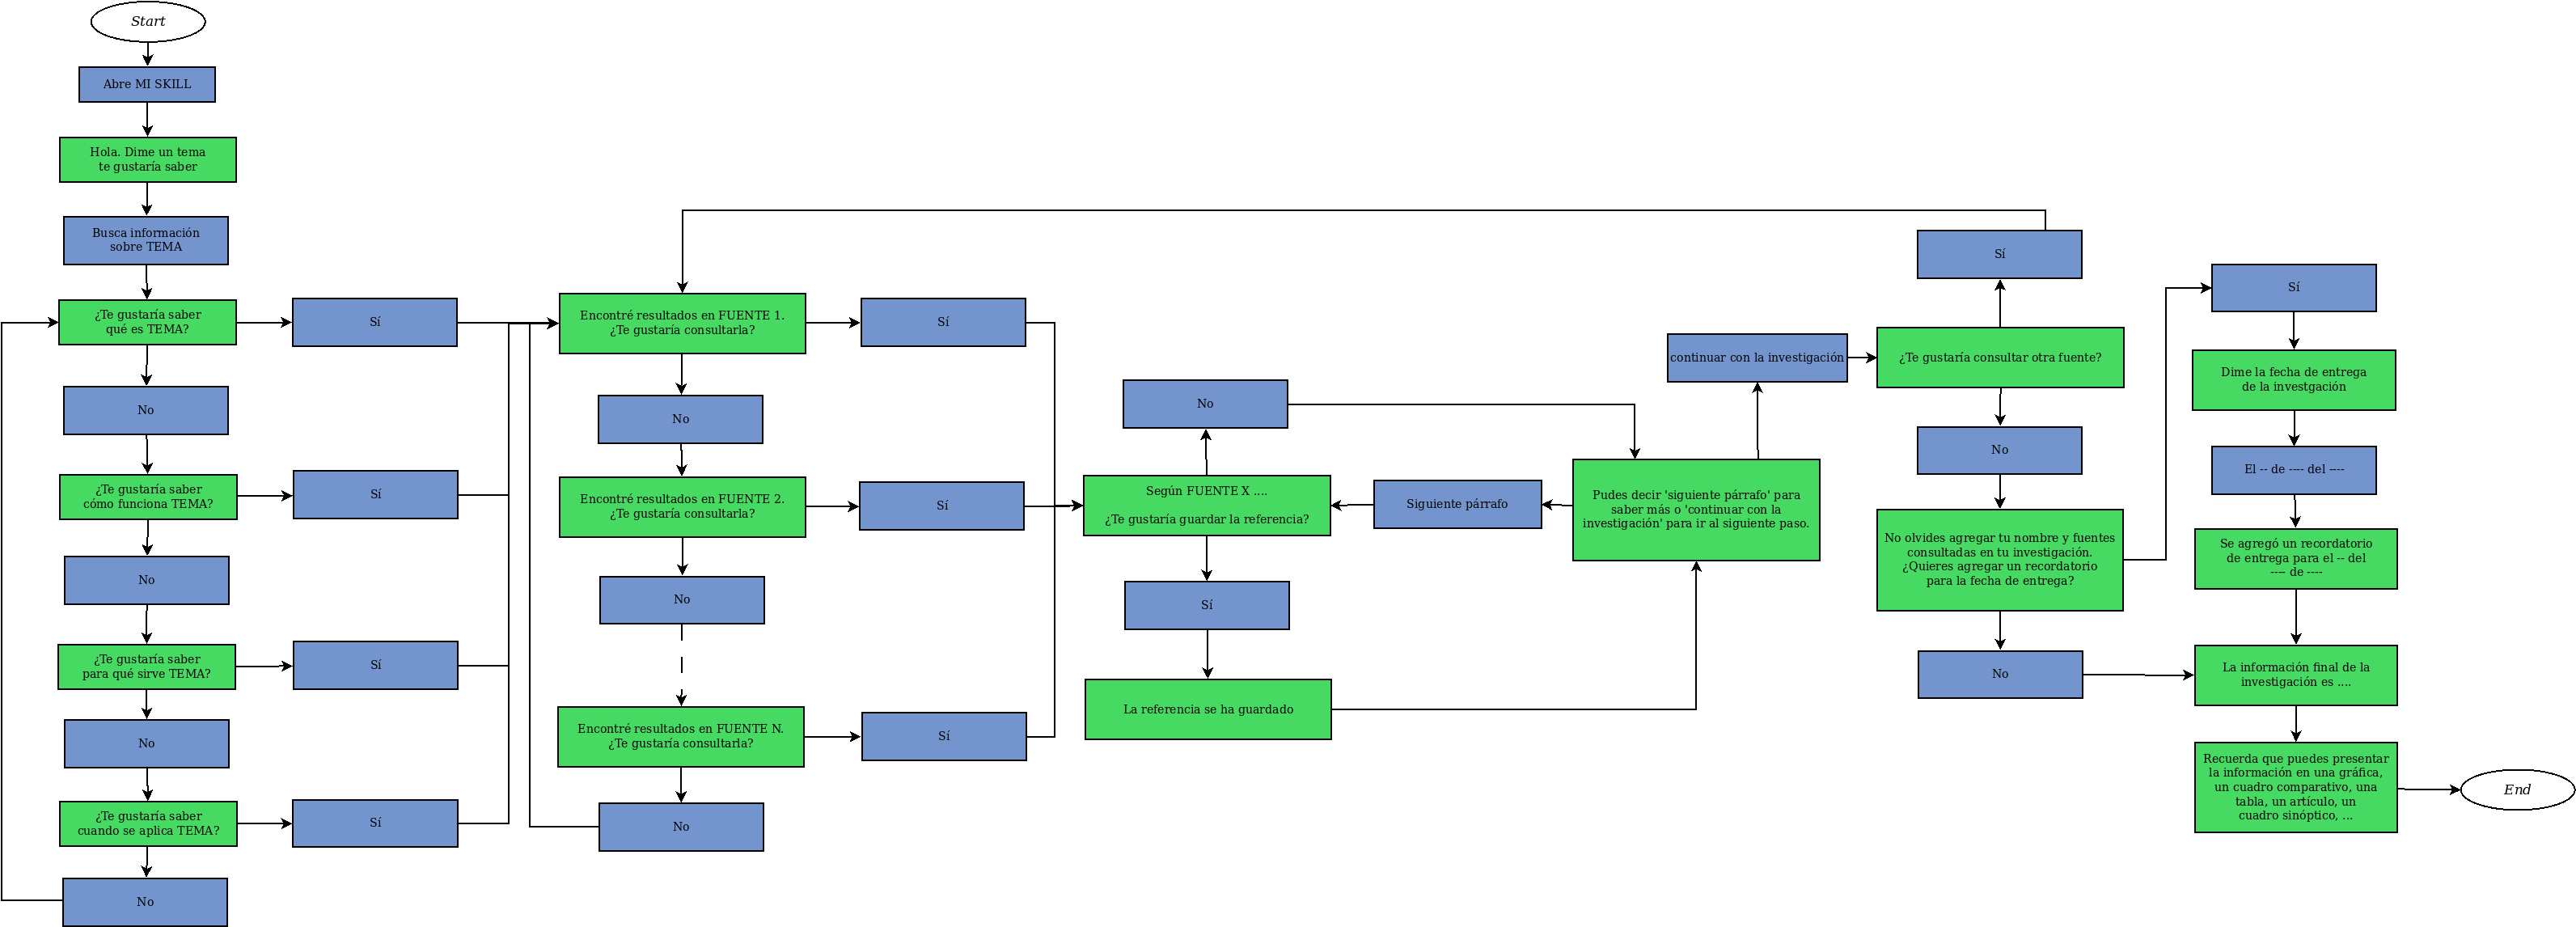 Start
Abre MI SKILL
Hola. Dime un tema
te gustaría saber
Busca información
sobre TEMA
¿Te gustaría saber
qué es TEMA?
Sí
No
¿Te gustaría saber
cómo funciona TEMA?
Sí
No
¿Te gustaría saber
para qué sirve TEMA?
Sí
No
¿Te gustaría saber
cuando se aplica TEMA?
Sí
No
Encontré resultados en FUENTE 1.
¿Te gustaría consultarla?
Sí
No
Encontré resultados en FUENTE 2.
¿Te gustaría consultarla?
Sí
No
Encontré resultados en FUENTE N.
¿Te gustaría consultarla?
Sí
No
No
Según FUENTE X ....
¿Te gustaría guardar la referencia?
Sí
La referencia se ha guardado
Siguiente párrafo
Pudes decir 'siguiente párrafo' para
saber más o 'continuar con la
investigación' para ir al siguiente paso.
continuar con la investigación
Sí
¿Te gustaría consultar otra fuente?
No
No olvides agregar tu nombre y fuentes
consultadas en tu investigación.
¿Quieres agregar un recordatorio
para la fecha de entrega?
No
Sí
Dime la fecha de entrega
de la investgación
El -- de ---- del ----
Se agregó un recordatorio
de entrega para el -- del
---- de ----
La información final de la
investigación es ....
Recuerda que puedes presentar
la información en una gráfica,
un cuadro comparativo, una
tabla, un artículo, un
cuadro sinóptico, ...
End